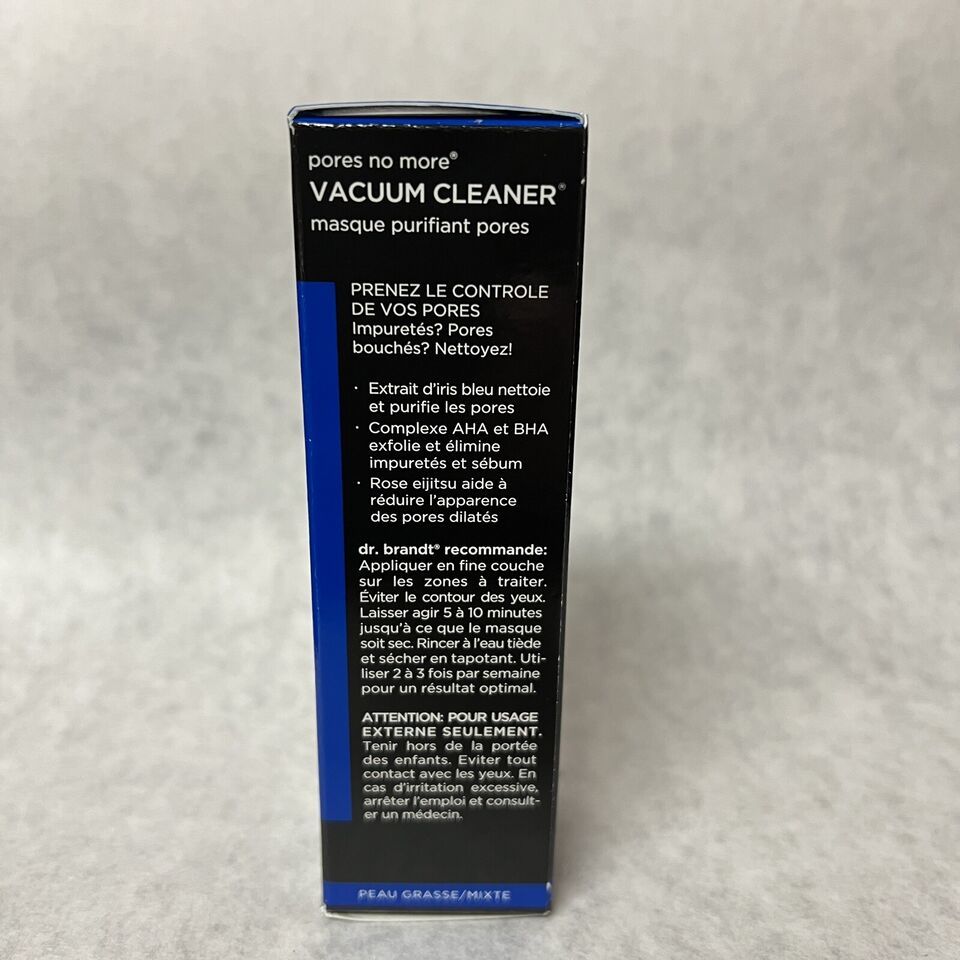 pores no more®
VACUUM CLEANER®
masque purifiant pores
PRENEZ LE CONTROLE
DE VOS PORES
Impuretés? Pores
bouchés? Nettoyez!
· Extrait d'iris bleu nettoie
et purifie les pores
· Complexe AHA et BHA
exfolie et élimine
impuretés et sébum
· Rose eijitsu aide à
réduire l'apparence
des pores dilatés
dr. brandt® recommande:
Appliquer en fine couche
sur les zones à traiter.
Éviter le contour des yeux.
Laisser agir 5 à 10 minutes
jusqu'à ce que le masque
soit sec. Rincer à l'eau tiède
et sécher en tapotant. Uti-
liser 2 à 3 fois par semaine
pour un résultat optimal.
ATTENTION: POUR USAGE
EXTERNE SEULEMENT.
Tenir hors de la portée
des enfants. Eviter tout
contact avec les yeux. En
cas d'irritation excessive,
arrêter l'emploi et consult-
er un médecin.
PEAU GRASSE/MIXTE